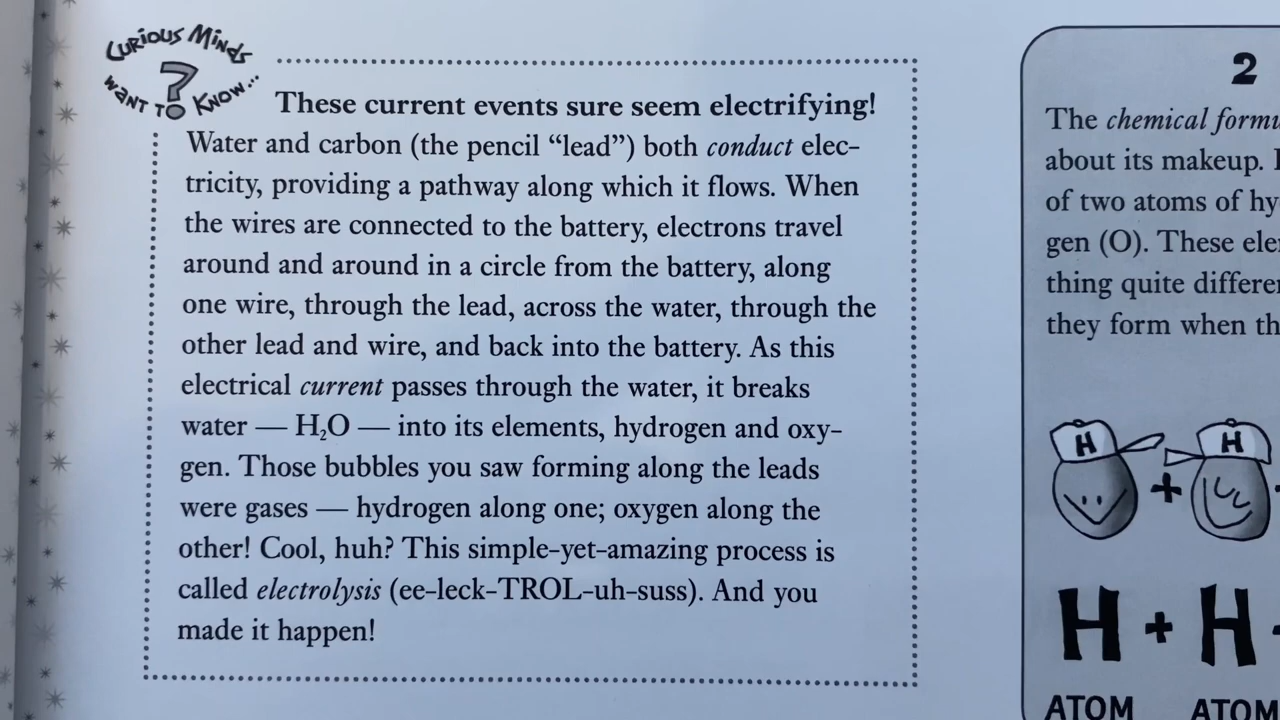 CURIOUS MINDS
WANT TO KNOW...
?
These current events sure seem electrifying!
Water and carbon (the pencil “lead”) both conduct elec-
tricity, providing a pathway along which it flows. When
the wires are connected to the battery, electrons travel
around and around in a circle from the battery, along
one wire, through the lead, across the water, through the
other lead and wire, and back into the battery. As this
electrical current passes through the water, it breaks
water — H₂O — into its elements, hydrogen and oxy-
gen. Those bubbles you saw forming along the leads
were gases — hydrogen along one; oxygen along the
other! Cool, huh? This simple-yet-amazing process is
called electrolysis (ee-leck-TROL-uh-suss). And you
made it happen!
2
The chemical formu
about its makeup.
of two atoms of hy
gen (O). These ele
thing quite differe
they form when th
H + H
H + H
ATOM ATOM